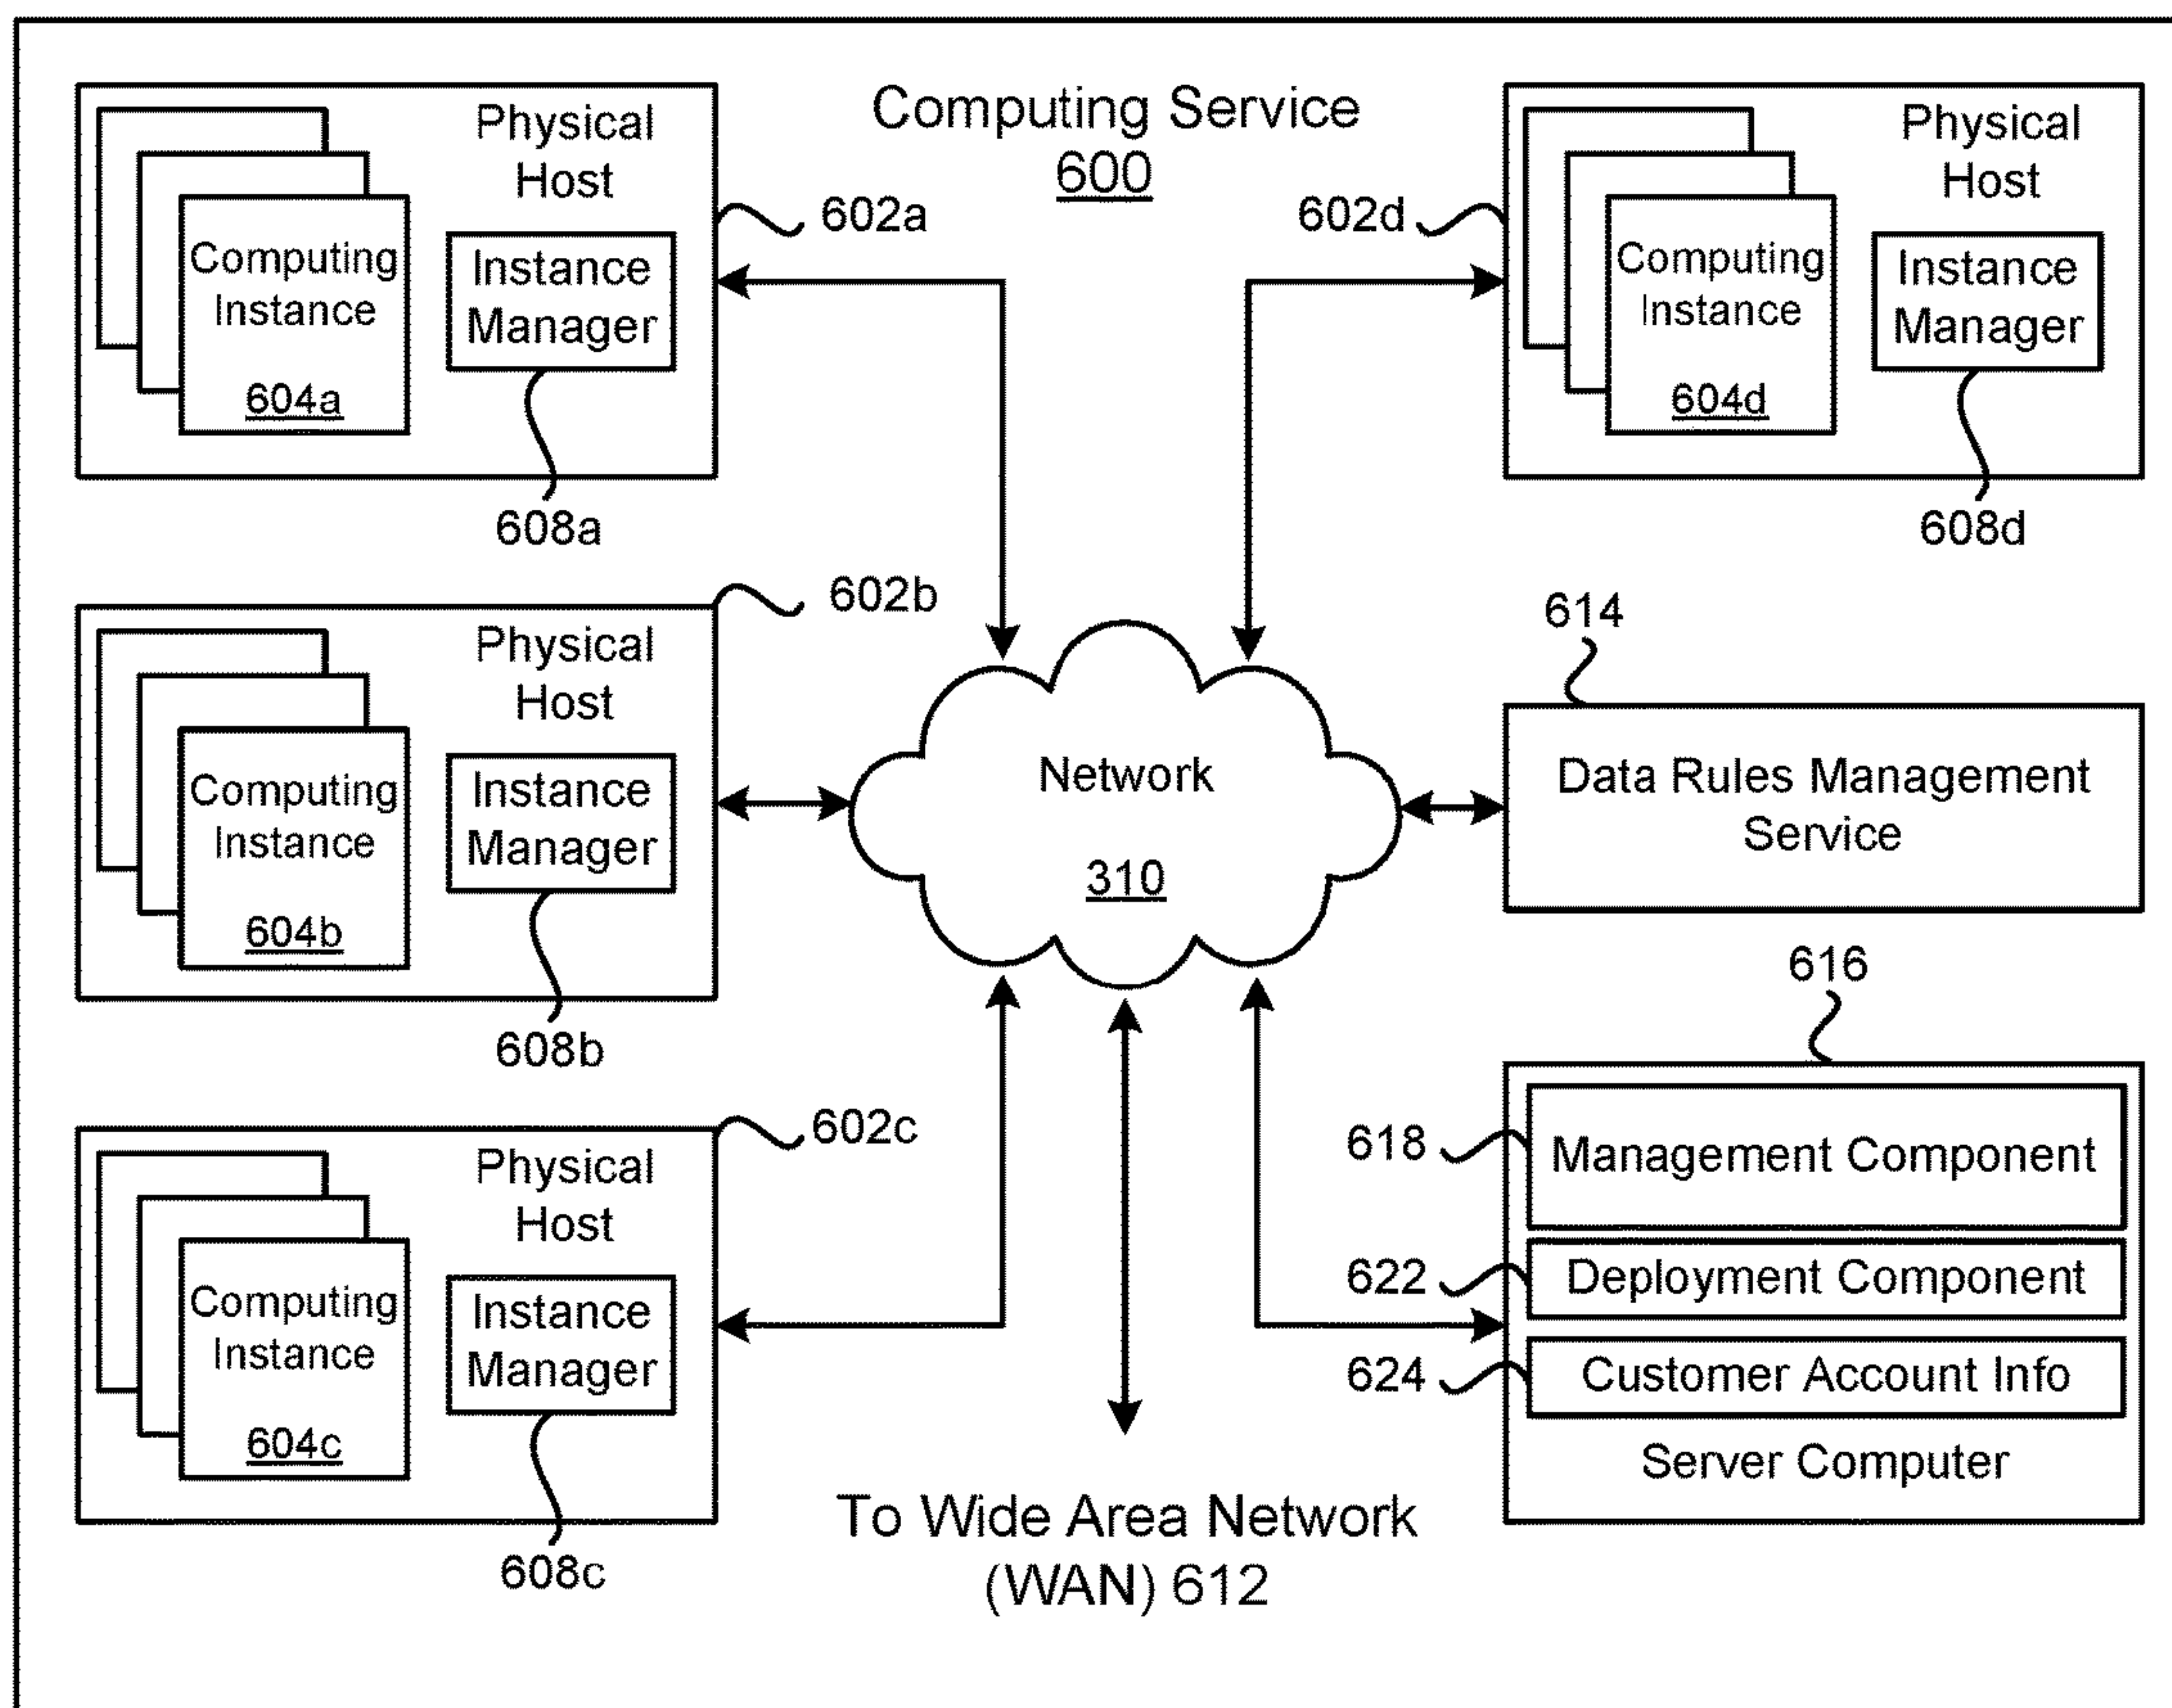 Computing Service
600
Physical
Host
602a
Computing
Instance
604a
Instance
Manager
608a
Physical
Host
602d
Computing
Instance
604d
Instance
Manager
608d
Physical
Host
602b
Computing
Instance
604b
Instance
Manager
608b
Network
310
614
Data Rules Management
Service
Physical
Host
602c
Computing
Instance
604c
Instance
Manager
608c
616
618
Management Component
622
Deployment Component
624
Customer Account Info
Server Computer
To Wide Area Network
(WAN) 612